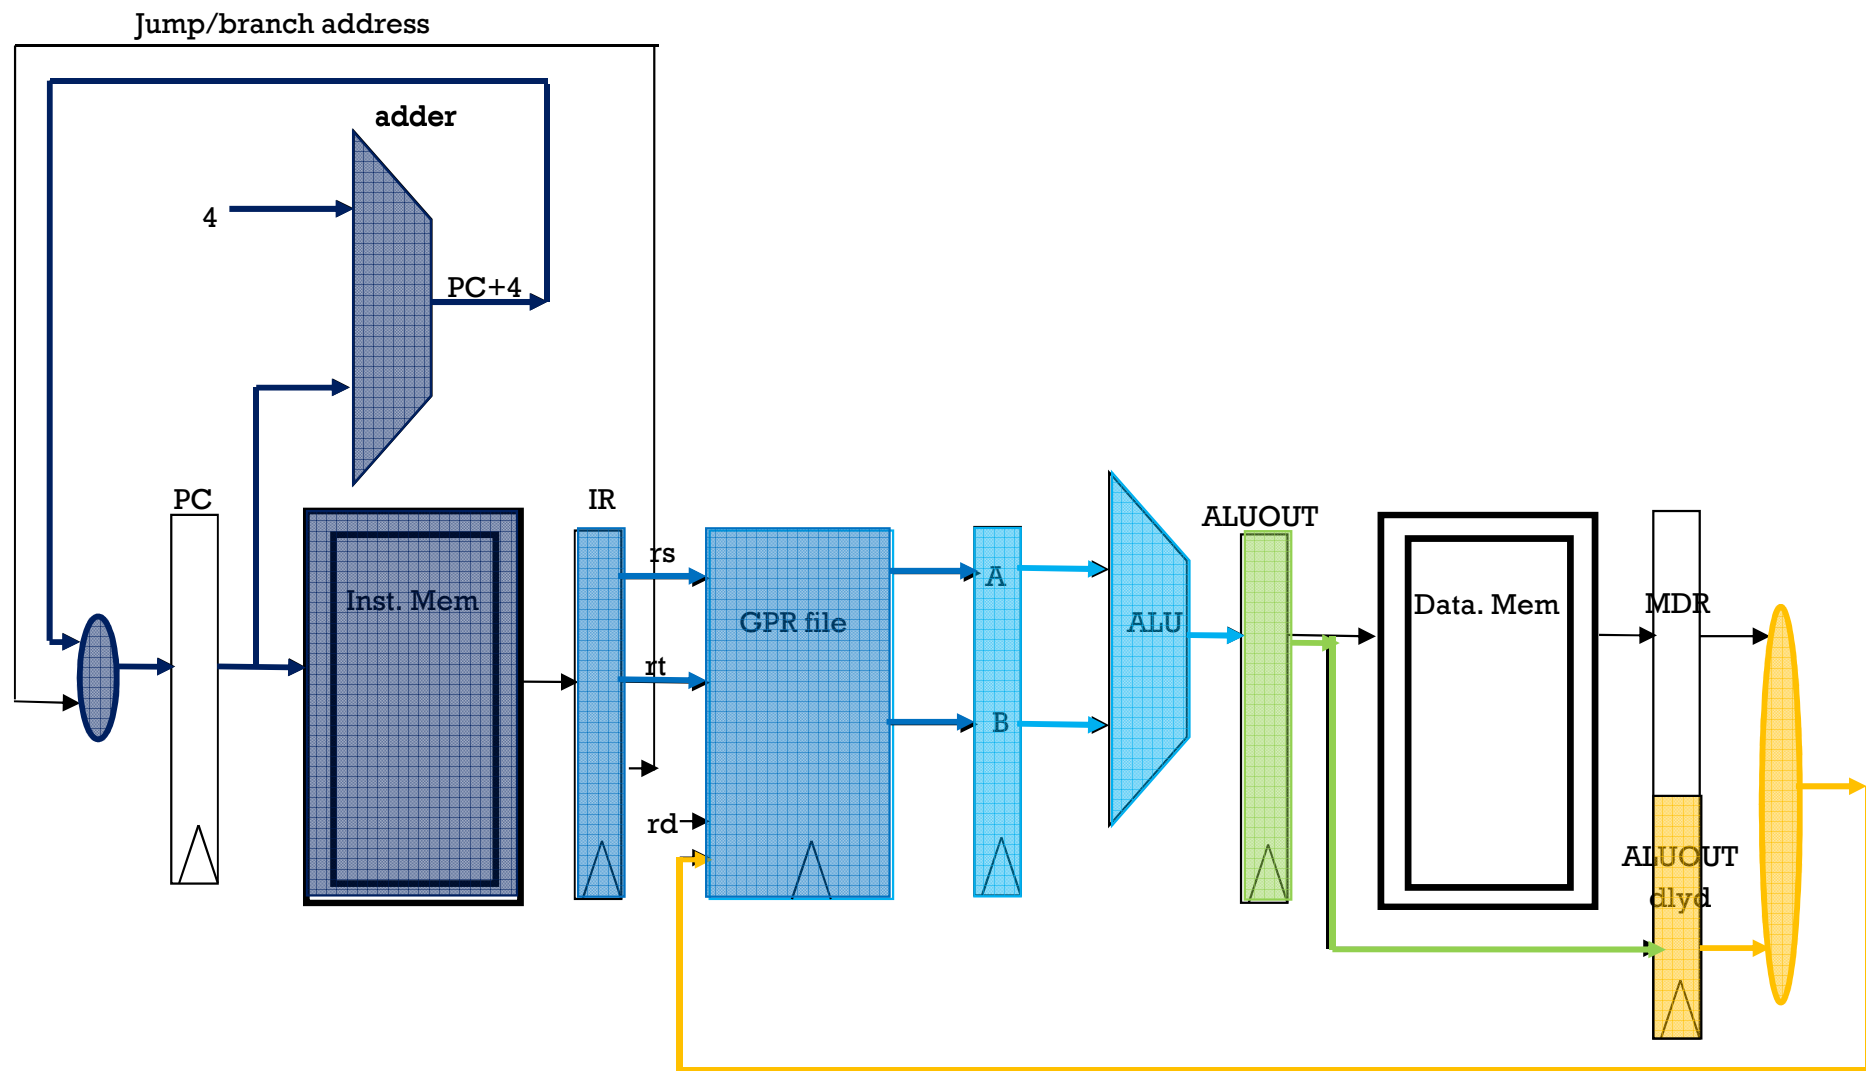 Jump/branch address
adder
4
PC+4
PC
IR
ALUOUT
rs
A
Inst. Mem
GPR file
ALU
Data. Mem
MDR
rt
B
rd
ALUOUT
dlyd